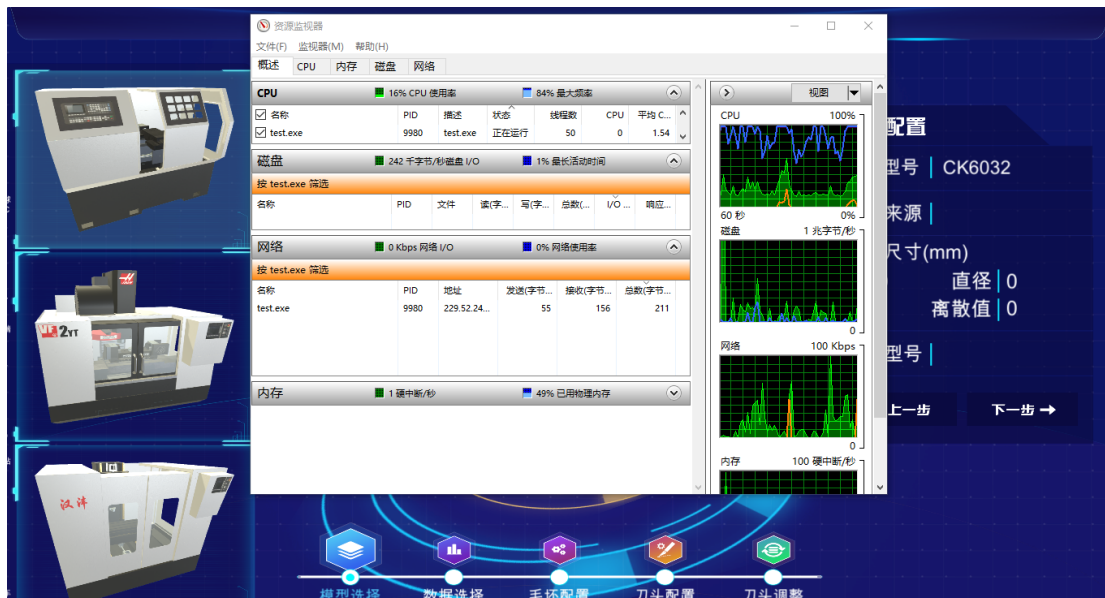 资源监视器
文件(F) 监视器(M) 帮助(H)
概述 CPU 内存 磁盘 网络
CPU 16% CPU 使用率 84% 最大频率
名称 PID 描述 状态 线程数 CPU 平均 C...
test.exe 9980 test.exe 正在运行 50 0 1.54
磁盘 242 千字节/秒磁盘 I/O 1% 最长活动时间
按 test.exe 筛选
名称 PID 文件 读(字... 写(字... 总数(... I/O ... 响应...
网络 0 Kbps 网络 I/O 0% 网络使用率
按 test.exe 筛选
名称 PID 地址 发送(字节... 接收(字节... 总数(字节...
test.exe 9980 229.52.24... 55 156 211
内存 1 硬中断/秒 49% 已用物理内存
视图
CPU 100%
60 秒 0%
磁盘 1 兆字节/秒
0
网络 100 Kbps
0
内存 100 硬中断/秒
配置
型号 CK6032
来源
尺寸(mm)
直径 0
离散值 0
型号
上一步 下一步
VF 2YT
汉沣
模型选择 数据选择 毛坯配置 刀头配置 刀头调整